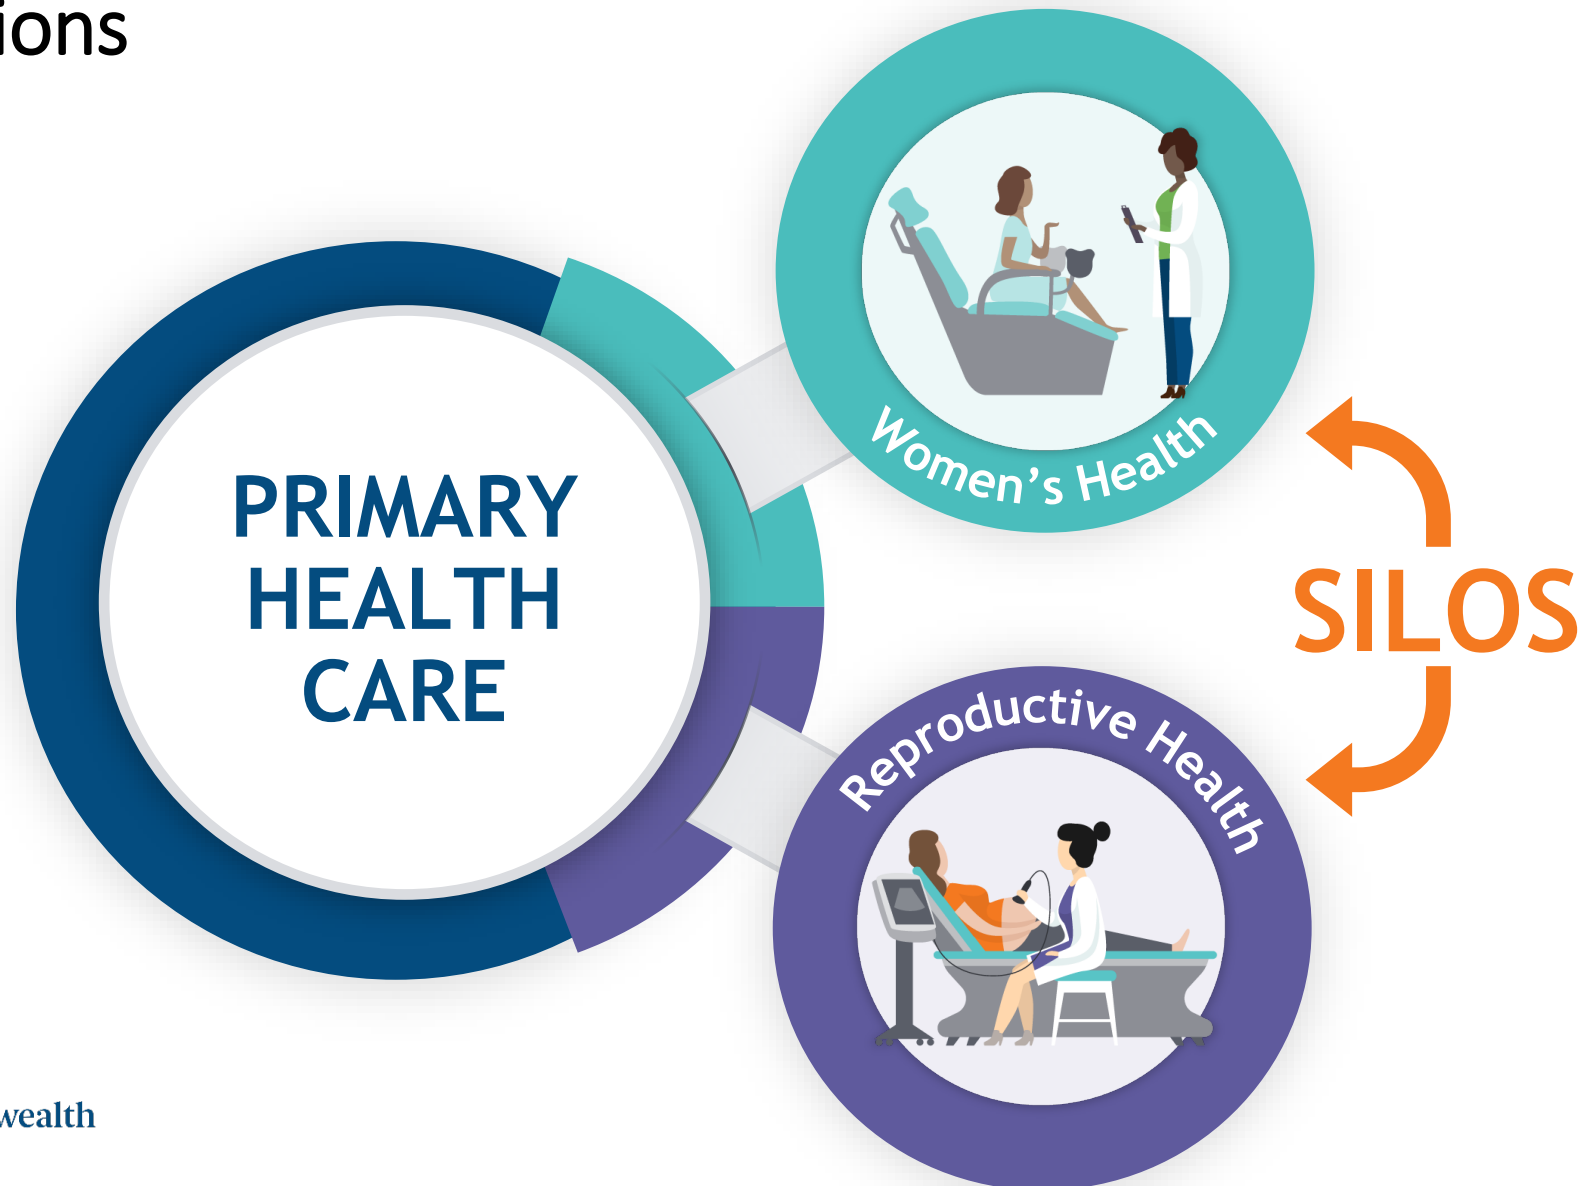 ions
PRIMARY
HEALTH
CARE
Women's Health
Reproductive Health
SILOS
wealth